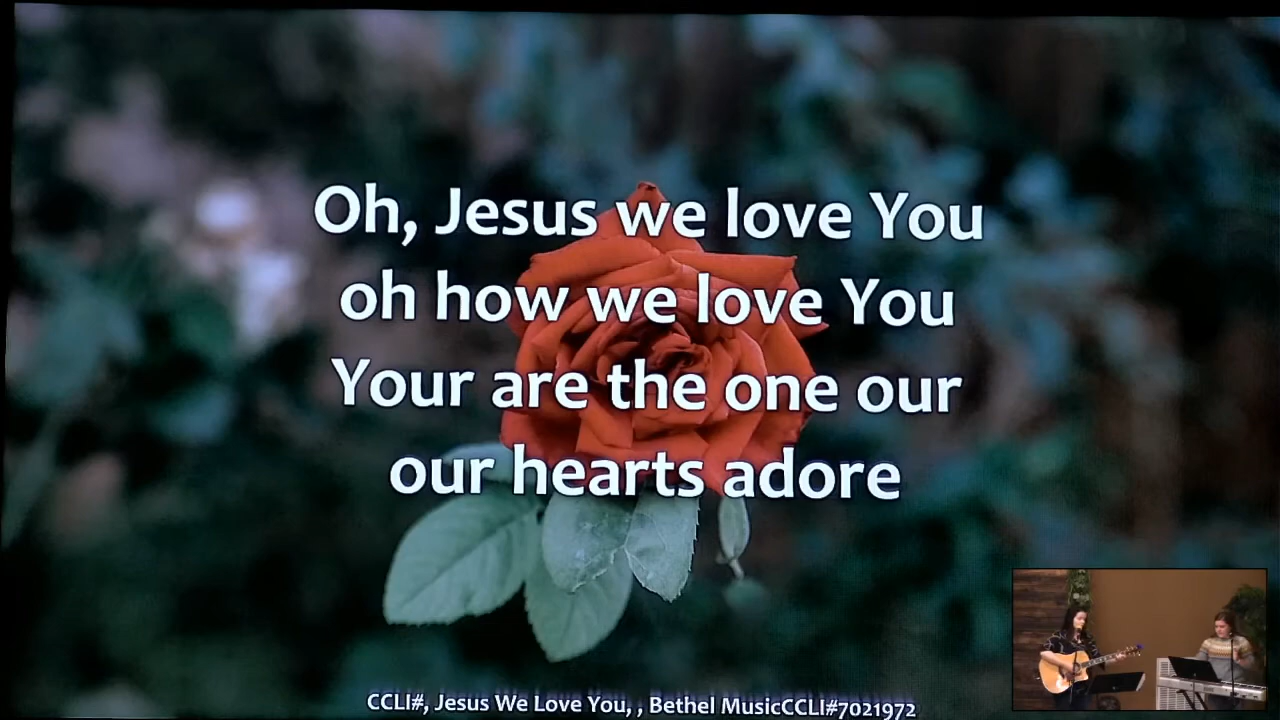 Oh, Jesus we love You
oh how we love You
Your are the one our
our hearts adore
CCLI#, Jesus We Love You, , Bethel MusicCCLI#7021972